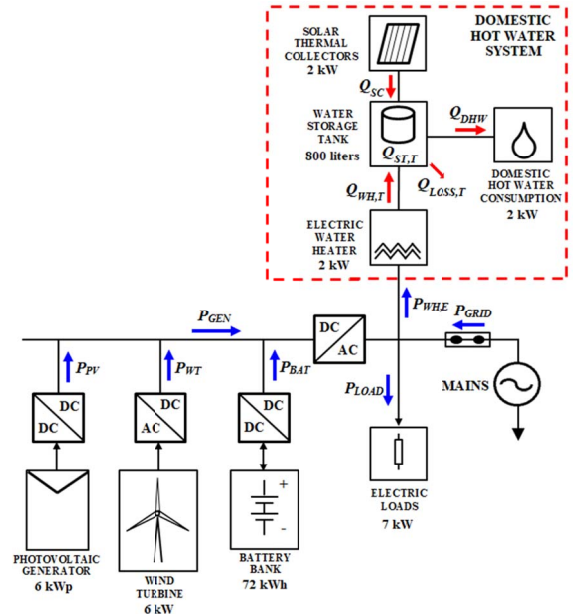 SOLAR
THERMAL
COLLECTORS
2 kW
DOMESTIC
HOT WATER
SYSTEM
Q_SC
WATER
STORAGE
TANK
800 liters
Q_ST,T
Q_DHW
DOMESTIC
HOT WATER
CONSUMPTION
2 kW
Q_WH,T
Q_LOSS,T
ELECTRIC
WATER
HEATER
2 kW
P_GEN
DC
AC
P_WHE
P_GRID
P_PV
P_WT
P_BAT
P_LOAD
MAINS
DC
DC
DC
AC
DC
DC
+
-
PHOTOVOLTAIC
GENERATOR
6 kWp
WIND
TURBINE
6 kW
BATTERY
BANK
72 kWh
ELECTRIC
LOADS
7 kW